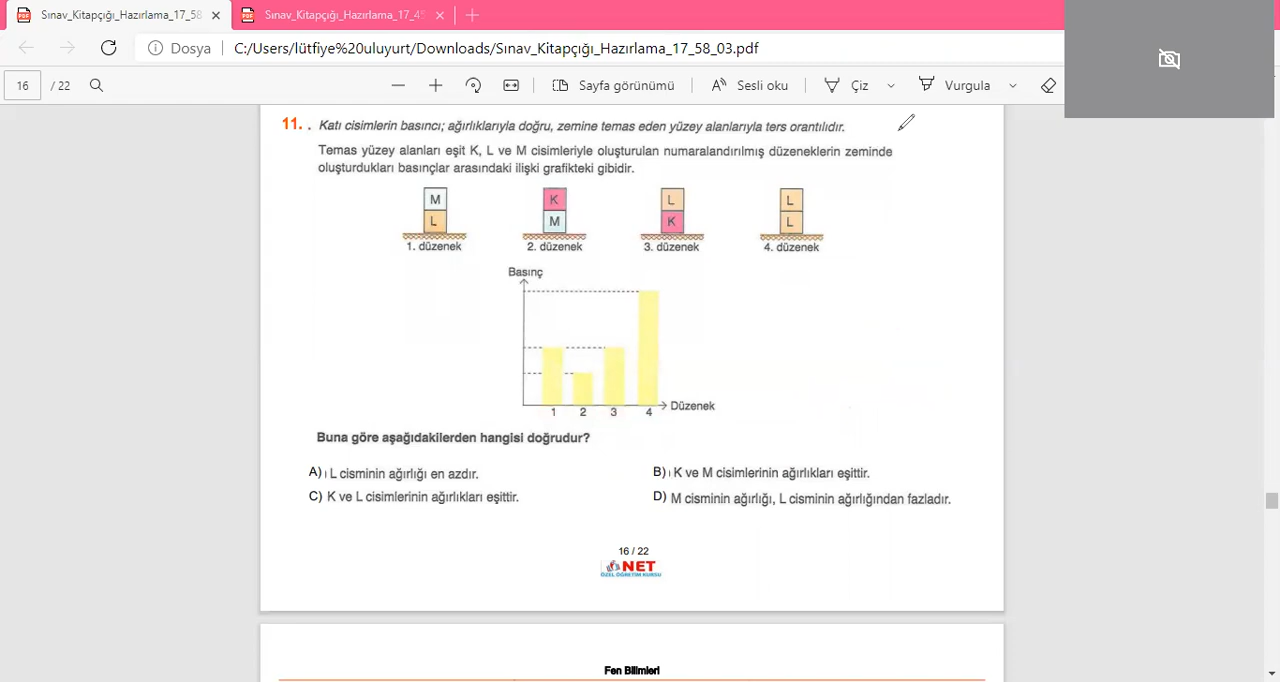 Sınav_Kitapçığı_Hazırlama_17_58
Sınav_Kitapçığı_Hazırlama_17_45
Dosya
C:/Users/lütfiye%20uluyurt/Downloads/Sınav_Kitapçığı_Hazırlama_17_58_03.pdf
16 / 22
Sayfa görünümü
Sesli oku
Çiz
Vurgula
11. . Katı cisimlerin basıncı; ağırlıklarıyla doğru, zemine temas eden yüzey alanlarıyla ters orantılıdır.
Temas yüzey alanları eşit K, L ve M cisimleriyle oluşturulan numaralandırılmış düzeneklerin zeminde
oluşturdukları basınçlar arasındaki ilişki grafikteki gibidir.
M K L L
L M K L
1. düzenek 2. düzenek 3. düzenek 4. düzenek
Basınç
Düzenek
1 2 3 4
Buna göre aşağıdakilerden hangisi doğrudur?
A) L cisminin ağırlığı en azdır.
B) K ve M cisimlerinin ağırlıkları eşittir.
C) K ve L cisimlerinin ağırlıkları eşittir.
D) M cisminin ağırlığı, L cisminin ağırlığından fazladır.
16 / 22
NET
ÖZEL ÖĞRETİM KURSU
Fen Bilimleri